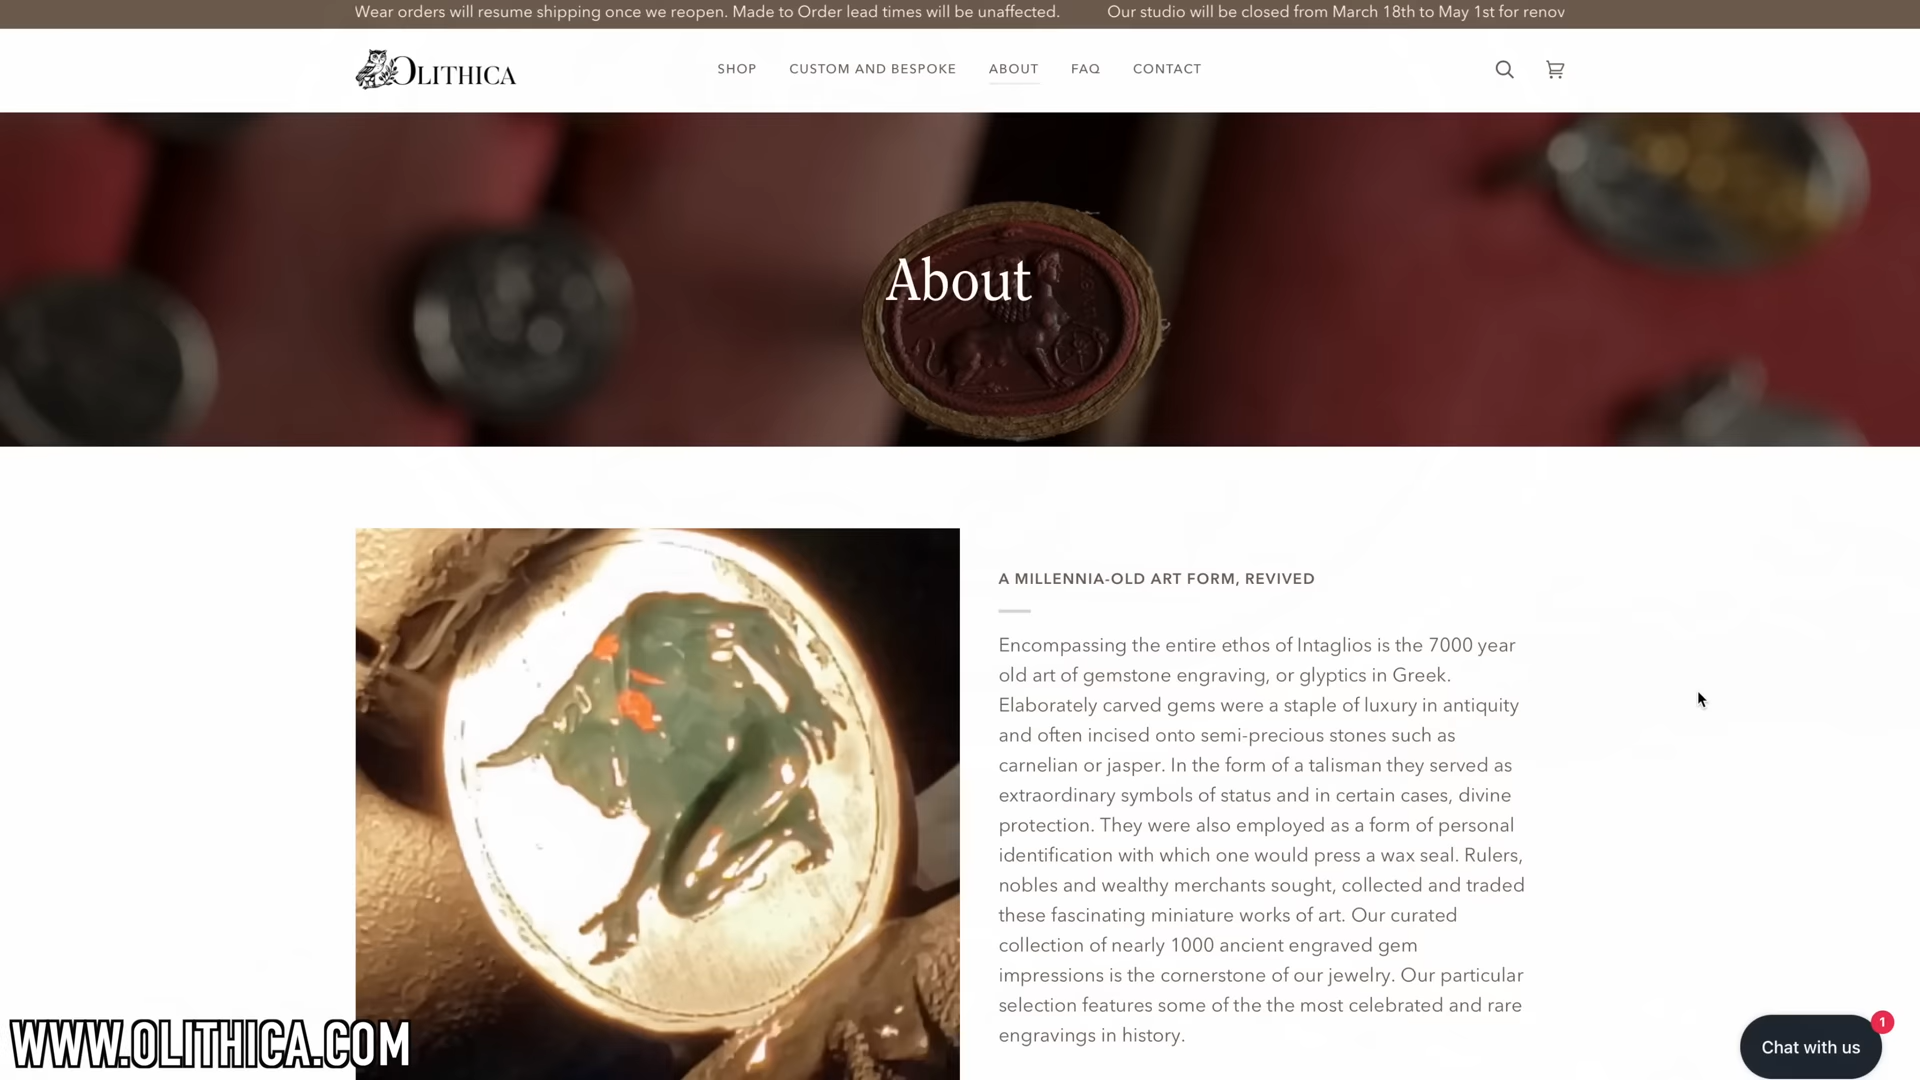 Wear orders will resume shipping once we reopen. Made to Order lead times will be unaffected. Our studio will be closed from March 18th to May 1st for renov
OLITHICA
SHOP CUSTOM AND BESPOKE ABOUT FAQ CONTACT
About
A MILLENNIA-OLD ART FORM, REVIVED
Encompassing the entire ethos of Intaglios is the 7000 year
old art of gemstone engraving, or glyptics in Greek.
Elaborately carved gems were a staple of luxury in antiquity
and often incised onto semi-precious stones such as
carnelian or jasper. In the form of a talisman they served as
extraordinary symbols of status and in certain cases, divine
protection. They were also employed as a form of personal
identification with which one would press a wax seal. Rulers,
nobles and wealthy merchants sought, collected and traded
these fascinating miniature works of art. Our curated
collection of nearly 1000 ancient engraved gem
impressions is the cornerstone of our jewelry. Our particular
selection features some of the the most celebrated and rare
engravings in history.
WWW.OLITHICA.COM
1
Chat with us